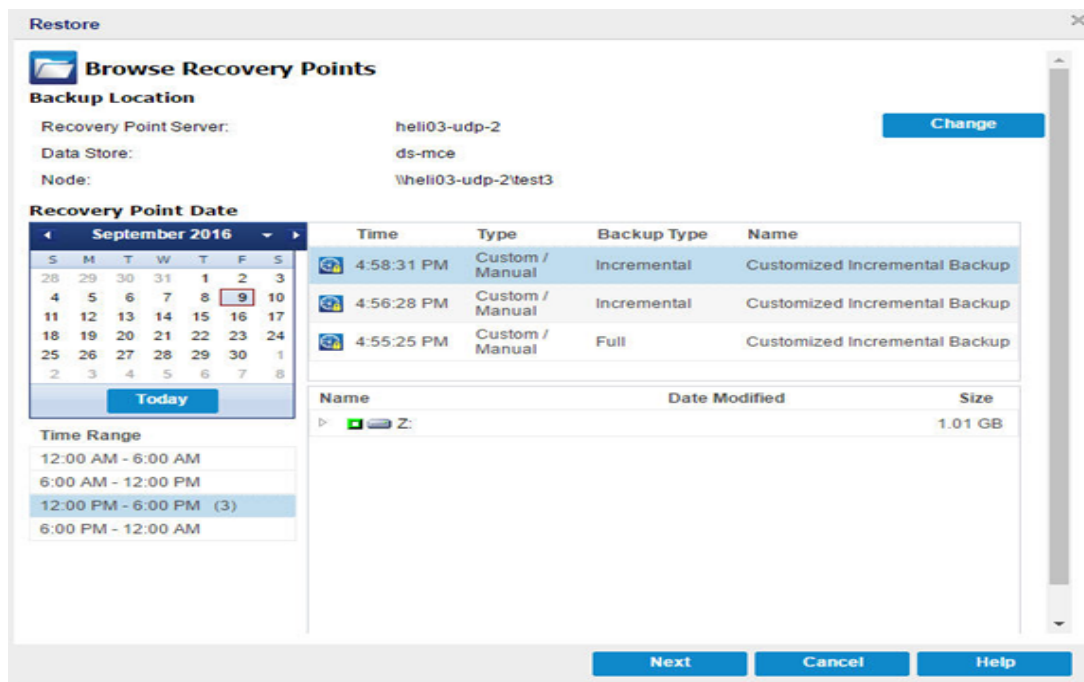 Restore
Browse Recovery Points
Backup Location
Recovery Point Server: heli03-udp-2
Change
Data Store: ds-mce
Node: \\heli03-udp-2\test3
Recovery Point Date
September 2016
S M T W T F S
28 29 30 31 1 2 3
4 5 6 7 8 9 10
11 12 13 14 15 16 17
18 19 20 21 22 23 24
25 26 27 28 29 30 1
2 3 4 5 6 7 8
Today
Time Range
12:00 AM - 6:00 AM
6:00 AM - 12:00 PM
12:00 PM - 6:00 PM (3)
6:00 PM - 12:00 AM
Time Type Backup Type Name
4:58:31 PM Custom / Manual Incremental Customized Incremental Backup
4:56:28 PM Custom / Manual Incremental Customized Incremental Backup
4:55:25 PM Custom / Manual Full Customized Incremental Backup
Name Date Modified Size
Z: 1.01 GB
Next Cancel Help